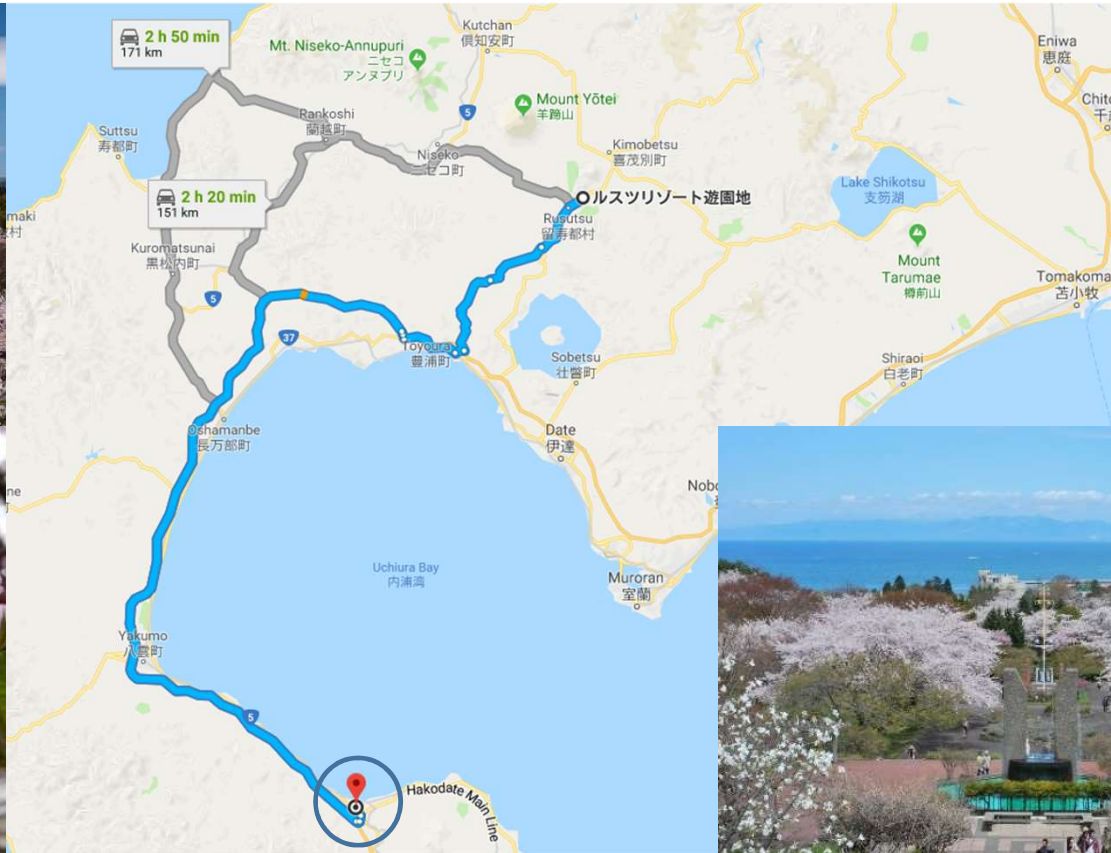 2 h 50 min
171 km
Kutchan
倶知安町
Mt. Niseko-Annupuri
ニセコ
アンヌプリ
Eniwa
恵庭
Mount Yōtei
羊蹄山
Rankoshi
蘭越町
5
Suttsu
寿都町
Niseko
ニセコ町
Kimobetsu
喜茂別町
Lake Shikotsu
支笏湖
2 h 20 min
151 km
ルスツリゾート遊園地
Rusutsu
留寿都村
Kuromatsunai
黒松内町
5
Mount
Tarumae
樽前山
Tomakoma
苫小牧
37
Toyoura
豊浦町
Sobetsu
壮瞥町
Shiraoi
白老町
Oshamanbe
長万部町
Date
伊達
Uchiura Bay
内浦湾
Muroran
室蘭
Yakumo
八雲町
5
Hakodate Main Line